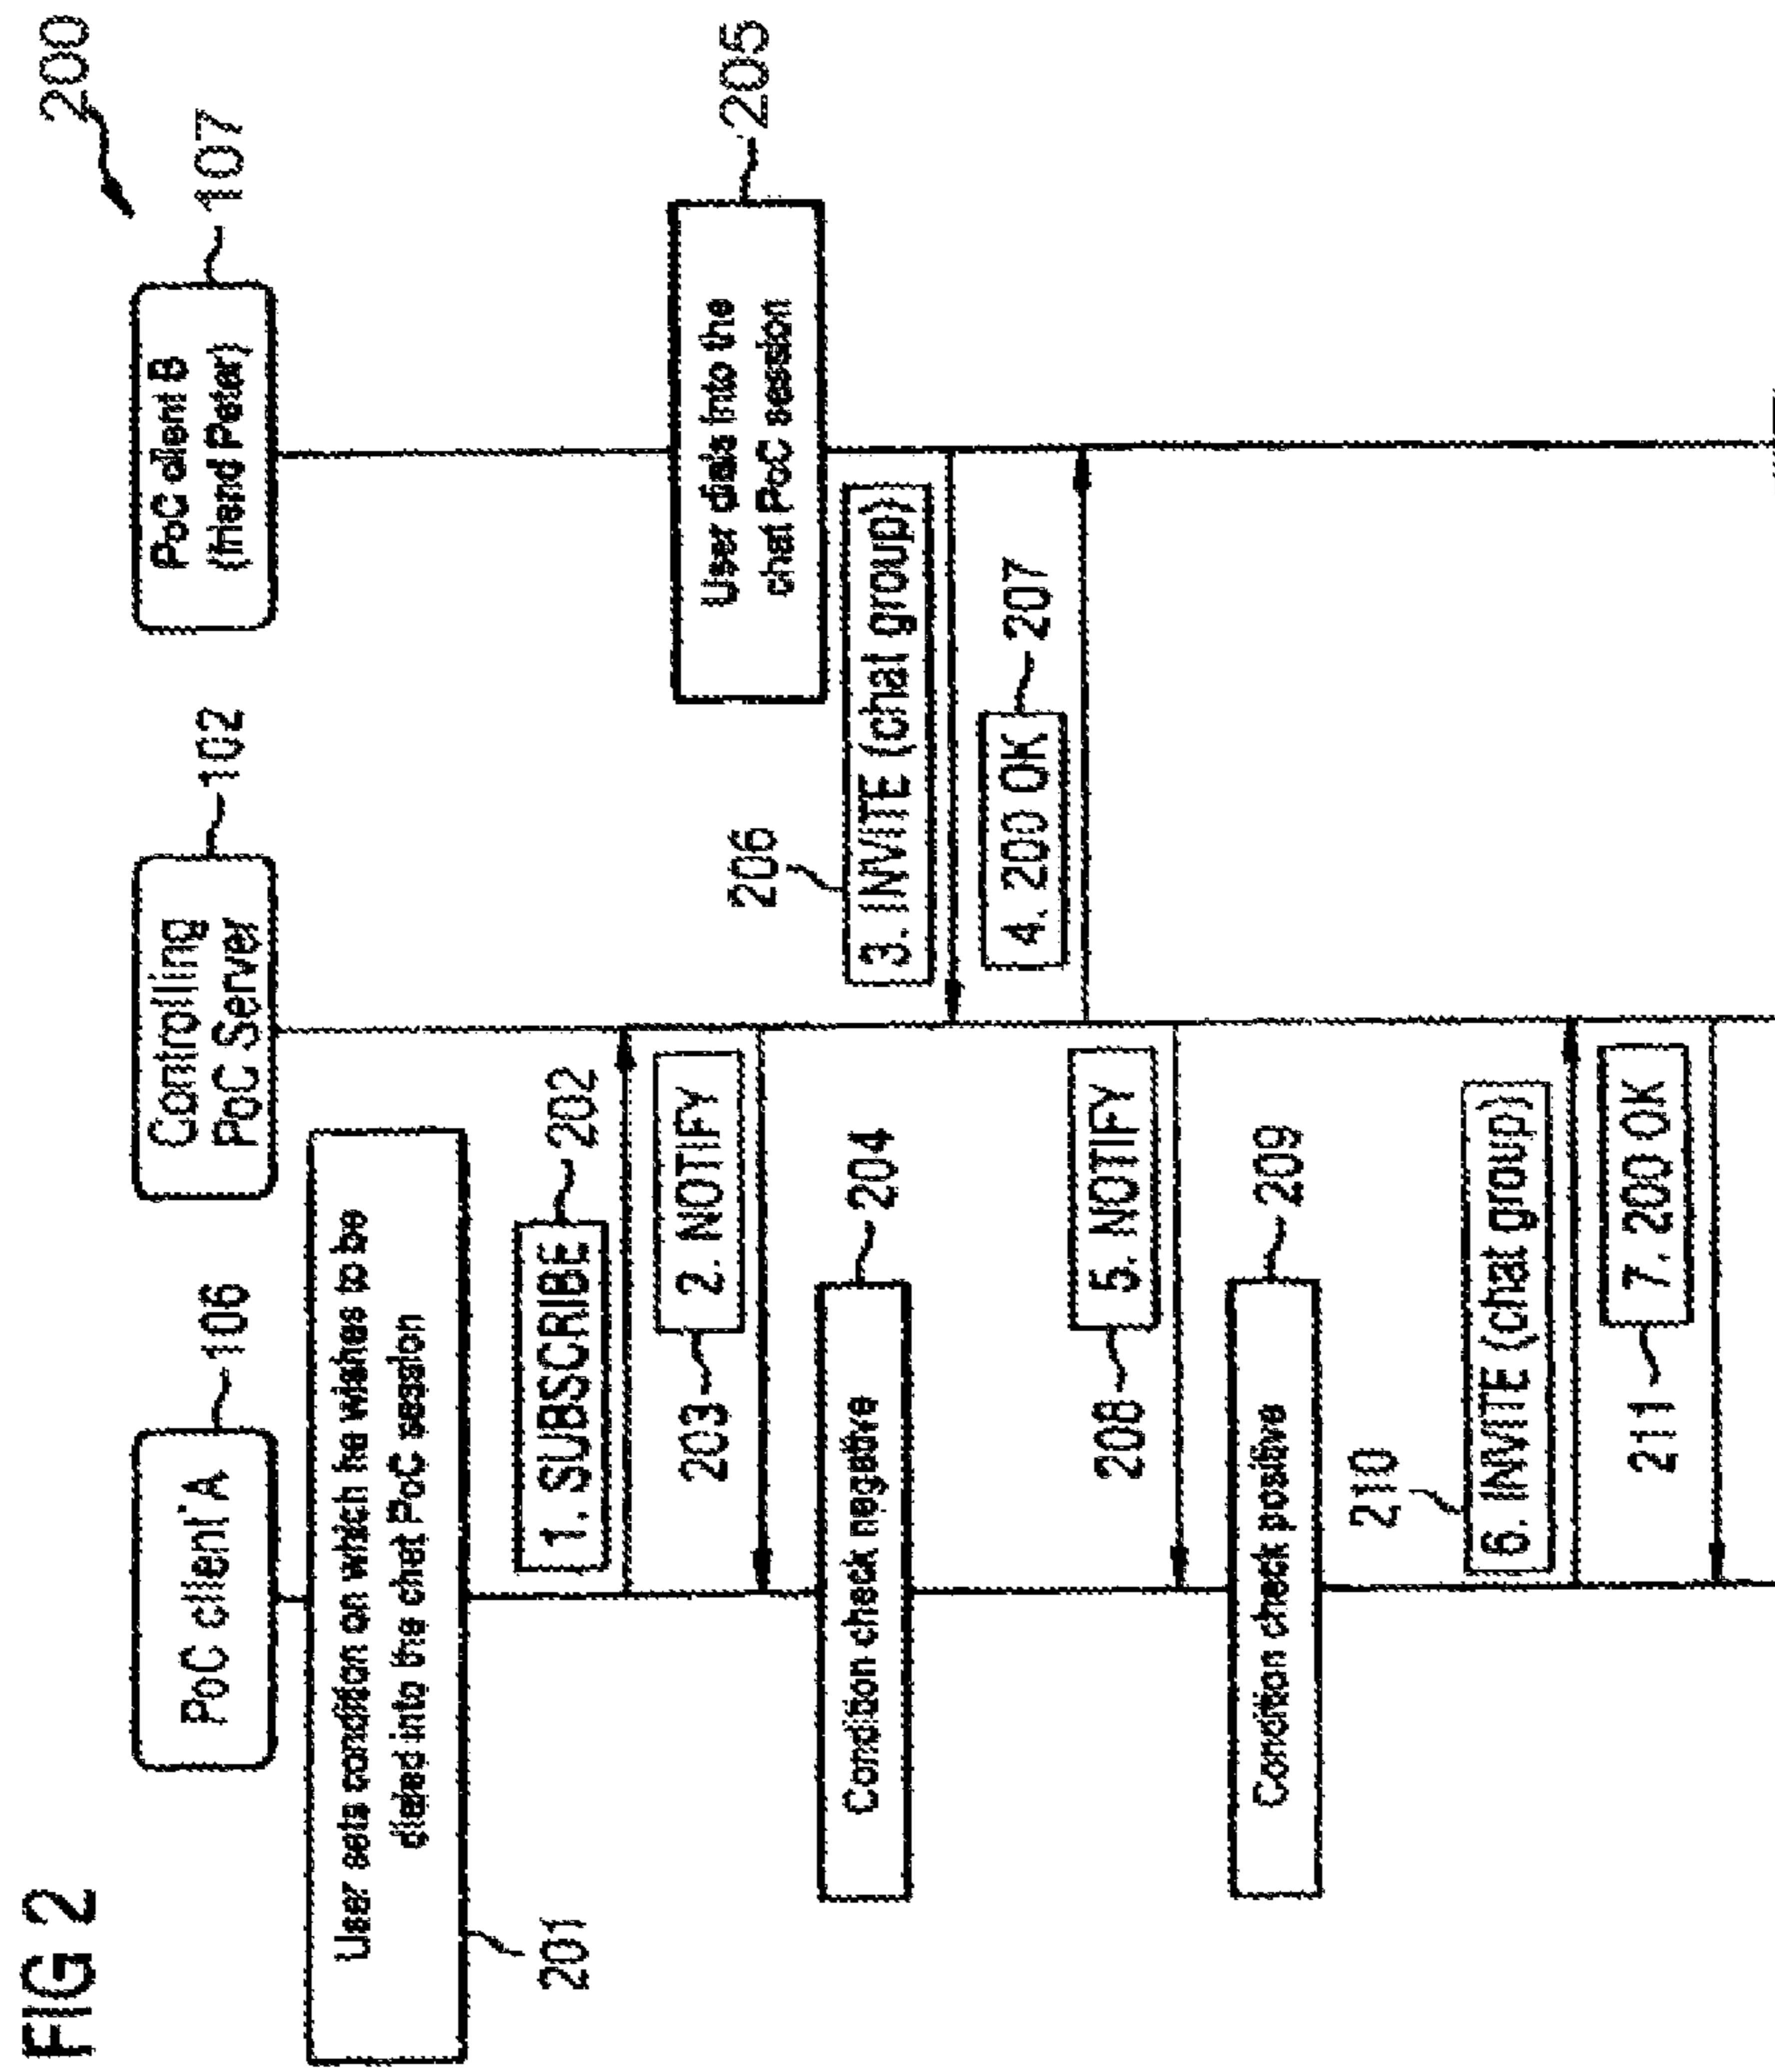 FIG 2
200
PoC client A
106
Controlling
PoC Server
102
PoC client B
(friend Peter)
107
User sets condition on which he wishes to be
dialed into the chat PoC session
201
1. SUBSCRIBE
202
2. NOTIFY
203
Condition check negative
204
User dials into the
chat PoC session
205
3. INVITE (chat group)
206
4. 200 OK
207
5. NOTIFY
208
Condition check positive
209
6. INVITE (chat group)
210
7. 200 OK
211